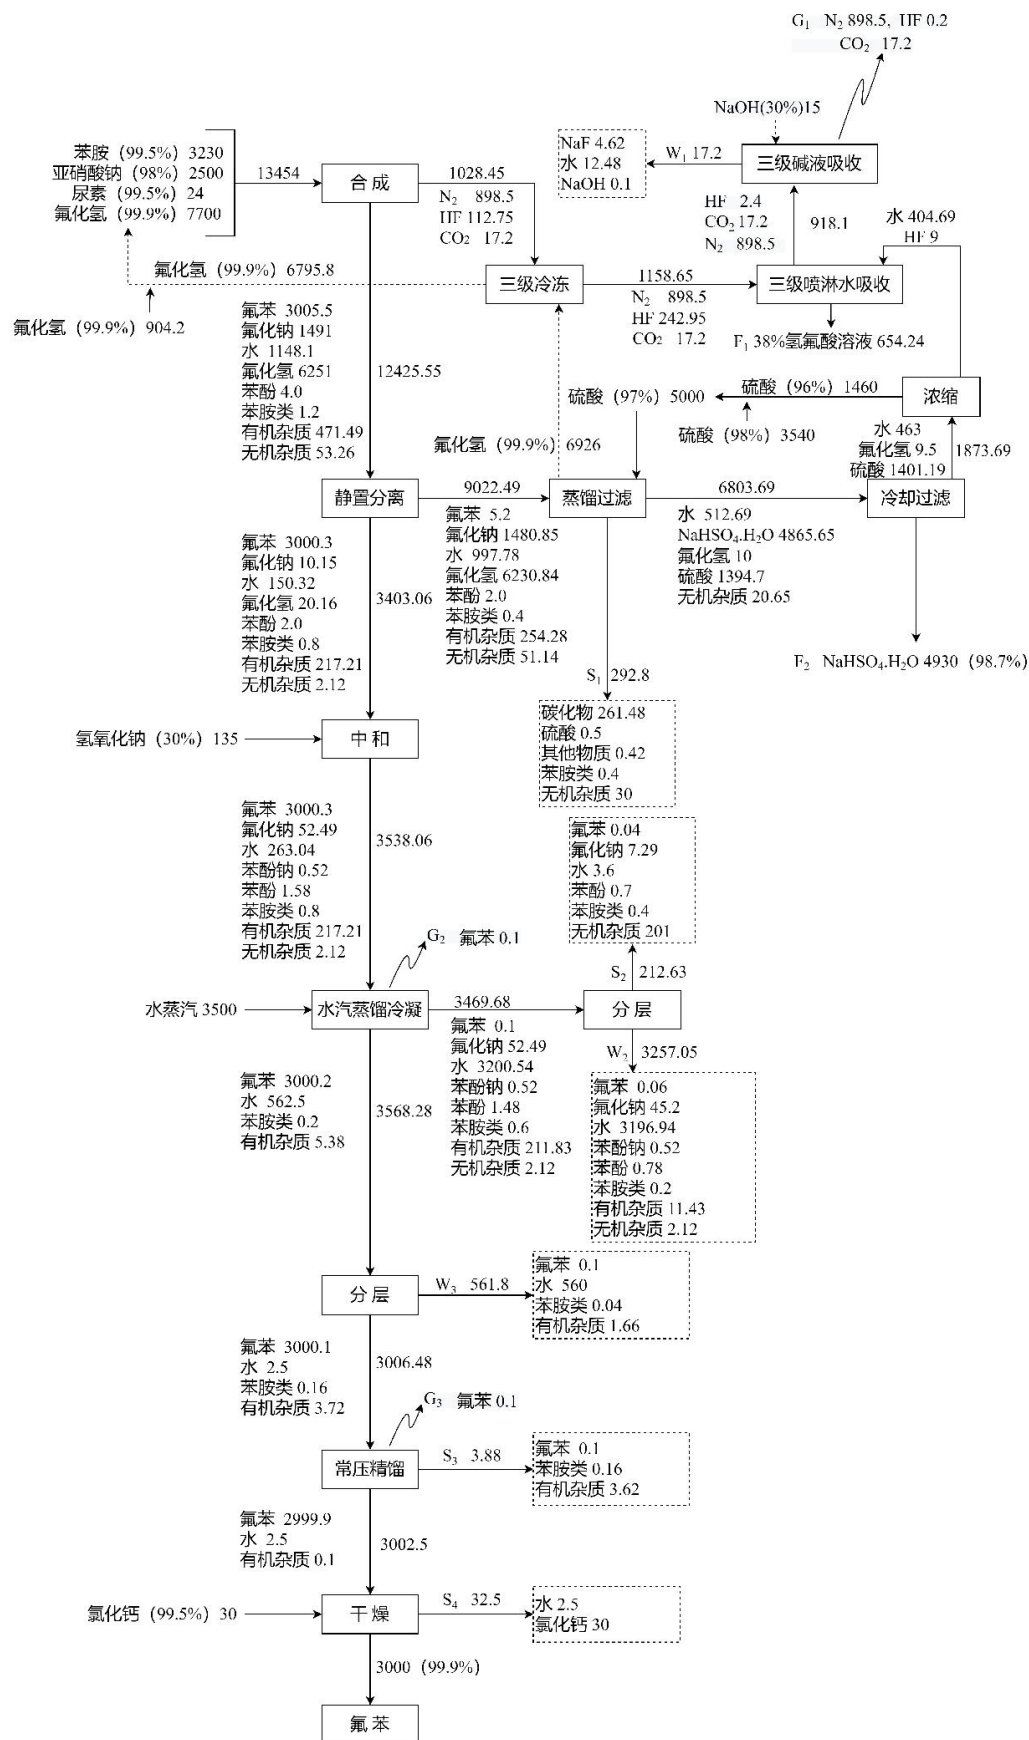 G₁ N₂ 898.5, HF 0.2
CO₂ 17.2
NaOH(30%)15
NaF 4.62
水 12.48
NaOH 0.1
W₁ 17.2
三级碱液吸收
苯胺（99.5%）3230
亚硝酸钠（98%）2500
尿素（99.5%）24
氟化氢（99.9%）7700
13454
合成
1028.45
N₂ 898.5
HF 112.75
CO₂ 17.2
HF 2.4
CO₂ 17.2
N₂ 898.5
918.1
水 404.69
HF 9
氟化氢（99.9%）6795.8
三级冷冻
1158.65
N₂ 898.5
HF 242.95
CO₂ 17.2
三级喷淋水吸收
氟化氢（99.9%）904.2
F₁ 38%氢氟酸溶液 654.24
氟苯 3005.5
氟化钠 1491
水 1148.1
氟化氢 6251
苯酚 4.0
苯胺类 1.2
有机杂质 471.49
无机杂质 53.26
12425.55
硫酸（97%）5000
硫酸（96%）1460
浓缩
硫酸（98%）3540
氟化氢（99.9%）6926
水 463
氟化氢 9.5
硫酸 1401.19
1873.69
静置分离
9022.49
氟苯 5.2
氟化钠 1480.85
水 997.78
氟化氢 6230.84
苯酚 2.0
苯胺类 0.4
有机杂质 254.28
无机杂质 51.14
蒸馏过滤
6803.69
水 512.69
NaHSO₄.H₂O 4865.65
氟化氢 10
硫酸 1394.7
无机杂质 20.65
冷却过滤
氟苯 3000.3
氟化钠 10.15
水 150.32
氟化氢 20.16
苯酚 2.0
苯胺类 0.8
有机杂质 217.21
无机杂质 2.12
3403.06
S₁ 292.8
F₂ NaHSO₄.H₂O 4930（98.7%）
碳化物 261.48
硫酸 0.5
其他物质 0.42
苯胺类 0.4
无机杂质 30
氢氧化钠（30%）135
中和
氟苯 3000.3
氟化钠 52.49
水 263.04
苯酚钠 0.52
苯酚 1.58
苯胺类 0.8
有机杂质 217.21
无机杂质 2.12
3538.06
氟苯 0.04
氟化钠 7.29
水 3.6
苯酚 0.7
苯胺类 0.4
无机杂质 201
G₂ 氟苯 0.1
S₂ 212.63
水蒸汽 3500
水汽蒸馏冷凝
3469.68
氟苯 0.1
氟化钠 52.49
水 3200.54
苯酚钠 0.52
苯酚 1.48
苯胺类 0.6
有机杂质 211.83
无机杂质 2.12
分层
W₂ 3257.05
氟苯 0.06
氟化钠 45.2
水 3196.94
苯酚钠 0.52
苯酚 0.78
苯胺类 0.2
有机杂质 11.43
无机杂质 2.12
氟苯 3000.2
水 562.5
苯胺类 0.2
有机杂质 5.38
3568.28
分层
W₃ 561.8
氟苯 0.1
水 560
苯胺类 0.04
有机杂质 1.66
氟苯 3000.1
水 2.5
苯胺类 0.16
有机杂质 3.72
3006.48
G₃ 氟苯 0.1
常压精馏
S₃ 3.88
氟苯 0.1
苯胺类 0.16
有机杂质 3.62
氟苯 2999.9
水 2.5
有机杂质 0.1
3002.5
氯化钙（99.5%）30
干燥
S₄ 32.5
水 2.5
氯化钙 30
3000（99.9%）
氟苯